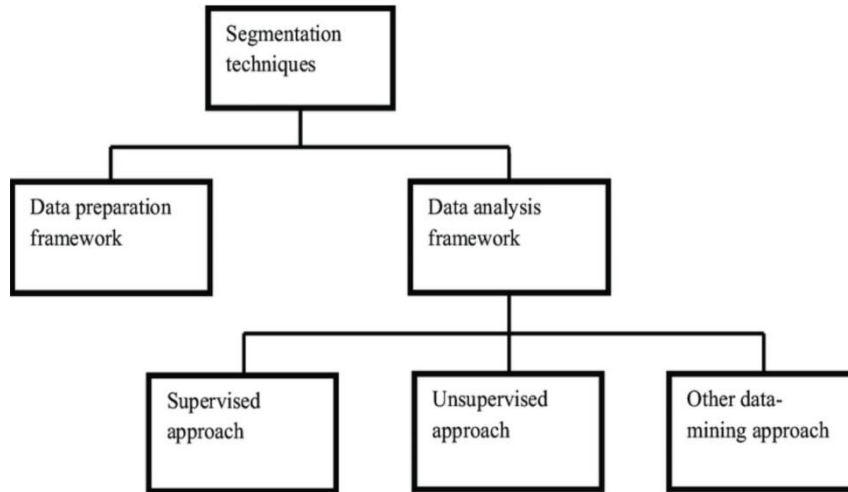 Segmentation
techniques
Data preparation
framework
Data analysis
framework
Supervised
approach
Unsupervised
approach
Other data-
mining approach